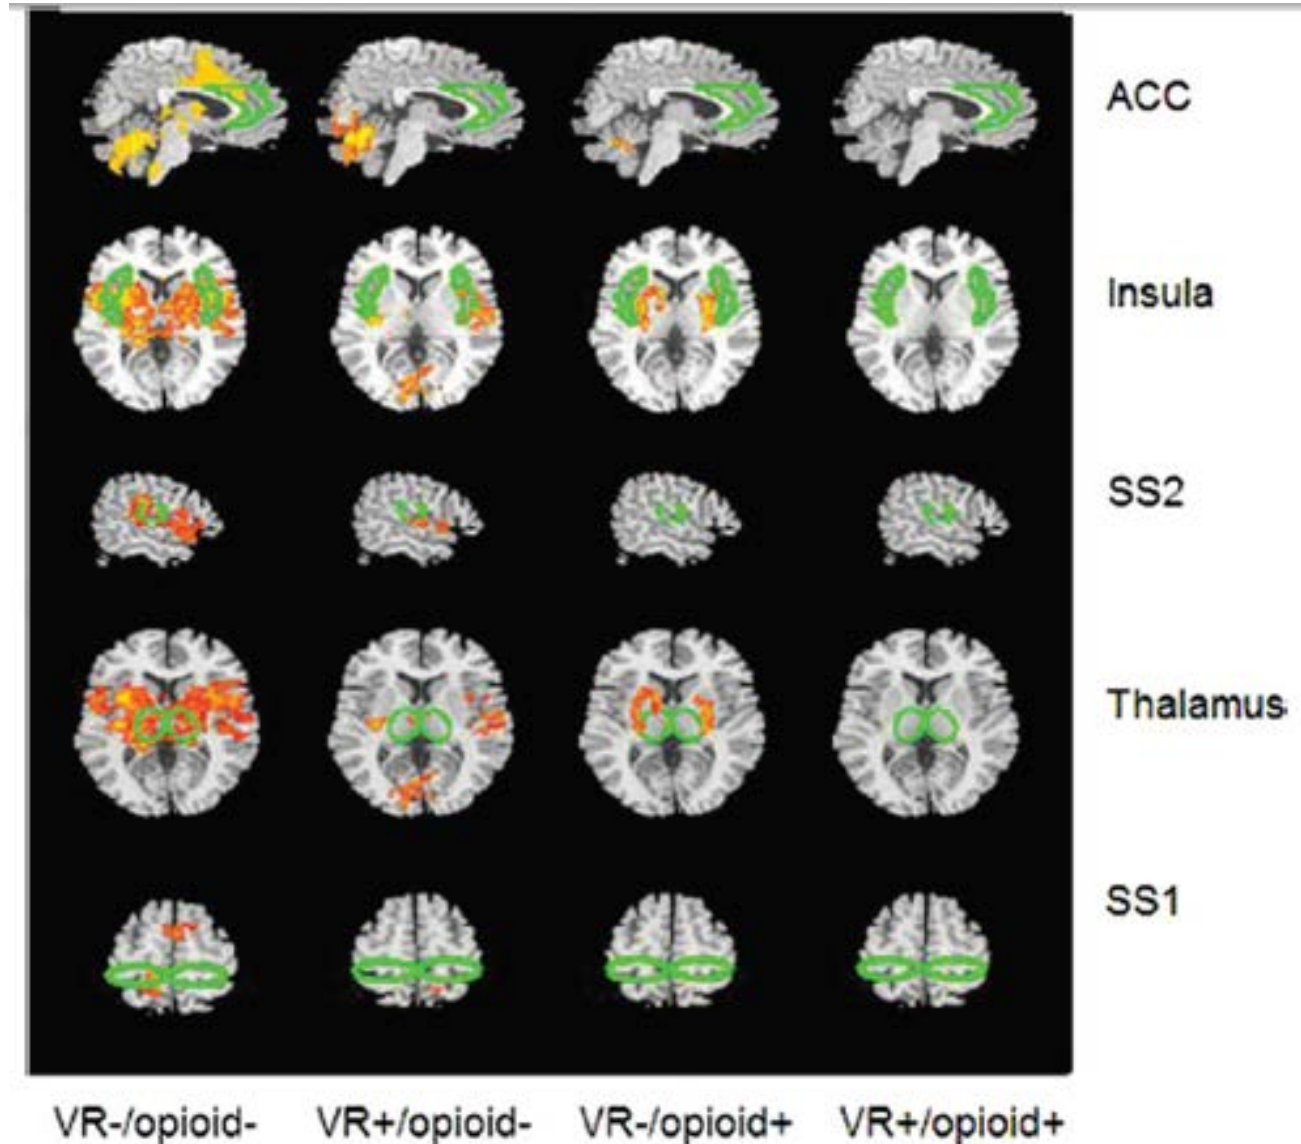 ACC
Insula
SS2
Thalamus
SS1
VR-/opioid- VR+/opioid- VR-/opioid+ VR+/opioid+